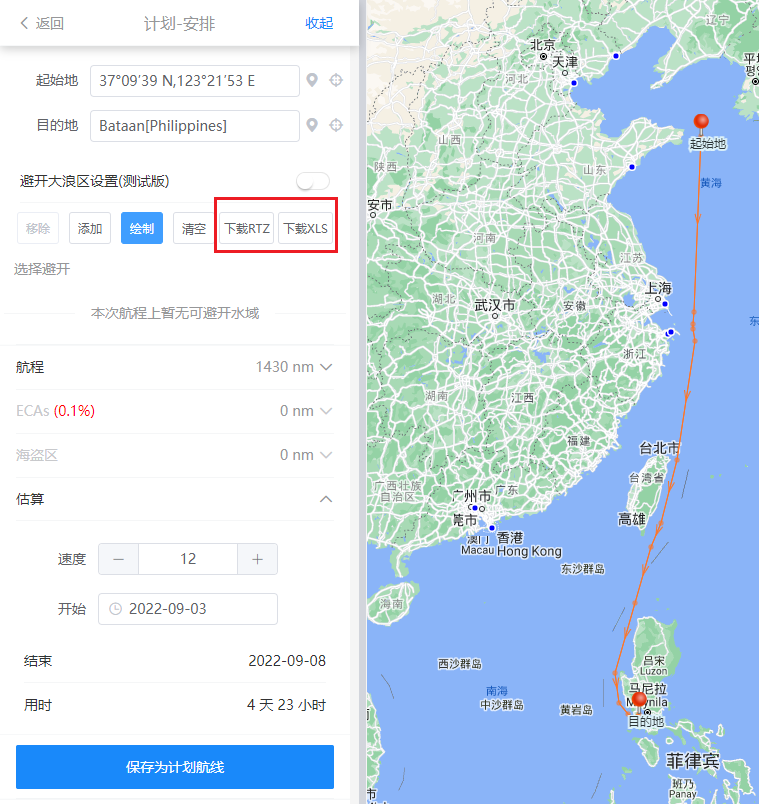 返回
计划-安排
收起
起始地
37°09′39 N,123°21′53 E
目的地
Bataan[Philippines]
避开大浪区设置(测试版)
移除
添加
绘制
清空
下载RTZ
下载XLS
选择避开
本次航程上暂无可避开水域
航程
1430 nm
ECAs (0.1%)
0 nm
海盗区
0 nm
估算
速度
12
开始
2022-09-03
结束
2022-09-08
用时
4 天 23 小时
保存为计划航线
辽宁
北京
天津
河北
平壤
起始地
山西
山东
陕西
黄海
安市
河南
江苏
上海
湖北
武汉市
安徽
东
浙江
湖南
江西
福建
台北市
台湾省
广西壮族
自治区
广州市
广东
高雄
莞市
澳门
Macau
香港
Hong Kong
东沙群岛
海南
西沙群岛
吕宋
Luzon
南海
中沙群岛
马尼拉
Maynila
黄岩岛
目的地
菲律宾
班乃
Panay
市